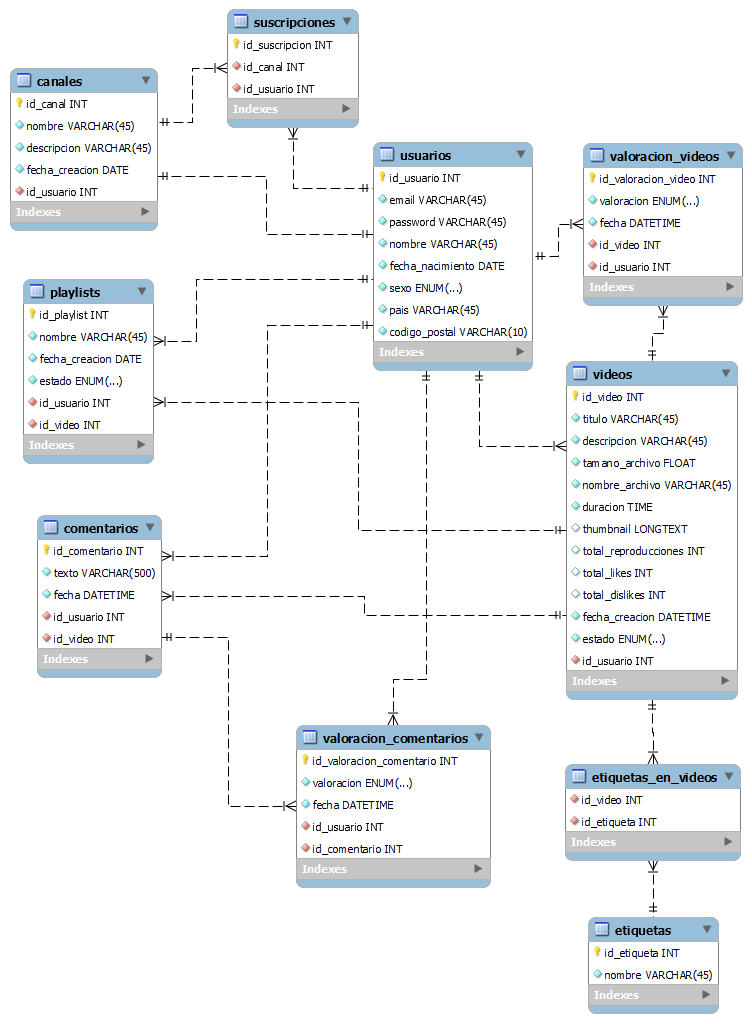 suscripciones
id_suscripcion INT
id_canal INT
id_usuario INT
Indexes
canales
id_canal INT
nombre VARCHAR(45)
descripcion VARCHAR(45)
fecha_creacion DATE
id_usuario INT
Indexes
usuarios
id_usuario INT
email VARCHAR(45)
password VARCHAR(45)
nombre VARCHAR(45)
fecha_nacimiento DATE
sexo ENUM(...)
pais VARCHAR(45)
codigo_postal VARCHAR(10)
Indexes
valoracion_videos
id_valoracion_video INT
valoracion ENUM(...)
fecha DATETIME
id_video INT
id_usuario INT
Indexes
playlists
id_playlist INT
nombre VARCHAR(45)
fecha_creacion DATE
estado ENUM(...)
id_usuario INT
id_video INT
Indexes
videos
id_video INT
titulo VARCHAR(45)
descripcion VARCHAR(45)
tamano_archivo FLOAT
nombre_archivo VARCHAR(45)
duracion TIME
thumbnail LONGTEXT
total_reproducciones INT
total_likes INT
total_dislikes INT
fecha_creacion DATETIME
estado ENUM(...)
id_usuario INT
Indexes
comentarios
id_comentario INT
texto VARCHAR(500)
fecha DATETIME
id_usuario INT
id_video INT
Indexes
valoracion_comentarios
id_valoracion_comentario INT
valoracion ENUM(...)
fecha DATETIME
id_usuario INT
id_comentario INT
Indexes
etiquetas_en_videos
id_video INT
id_etiqueta INT
Indexes
etiquetas
id_etiqueta INT
nombre VARCHAR(45)
Indexes